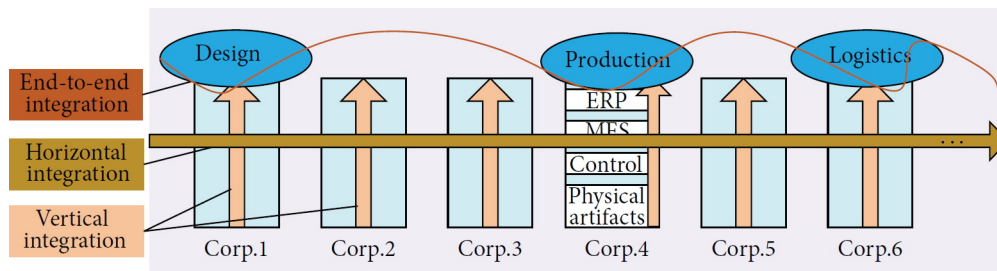 Design
Production
Logistics
End-to-end
integration
ERP
MES
Horizontal
integration
...
Control
Physical
artifacts
Vertical
integration
Corp.1
Corp.2
Corp.3
Corp.4
Corp.5
Corp.6